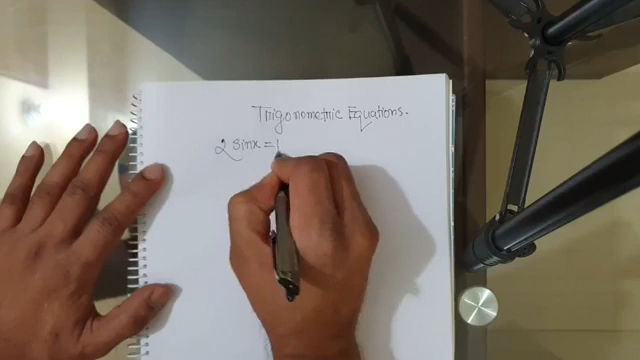 Trigonometric Equations.
2 sinx = 1